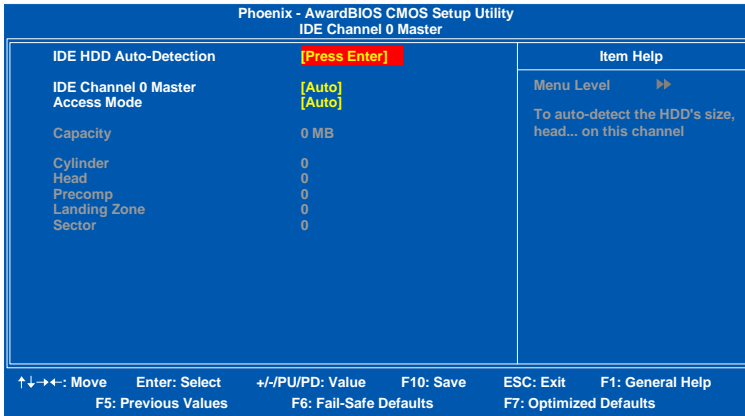 Phoenix - AwardBIOS CMOS Setup Utility
IDE Channel 0 Master
IDE HDD Auto-Detection [Press Enter]
IDE Channel 0 Master [Auto]
Access Mode [Auto]
Capacity 0 MB
Cylinder 0
Head 0
Precomp 0
Landing Zone 0
Sector 0
Item Help
Menu Level ▶▶
To auto-detect the HDD's size,
head... on this channel
↑↓→←: Move Enter: Select +/-/PU/PD: Value F10: Save ESC: Exit F1: General Help
F5: Previous Values F6: Fail-Safe Defaults F7: Optimized Defaults